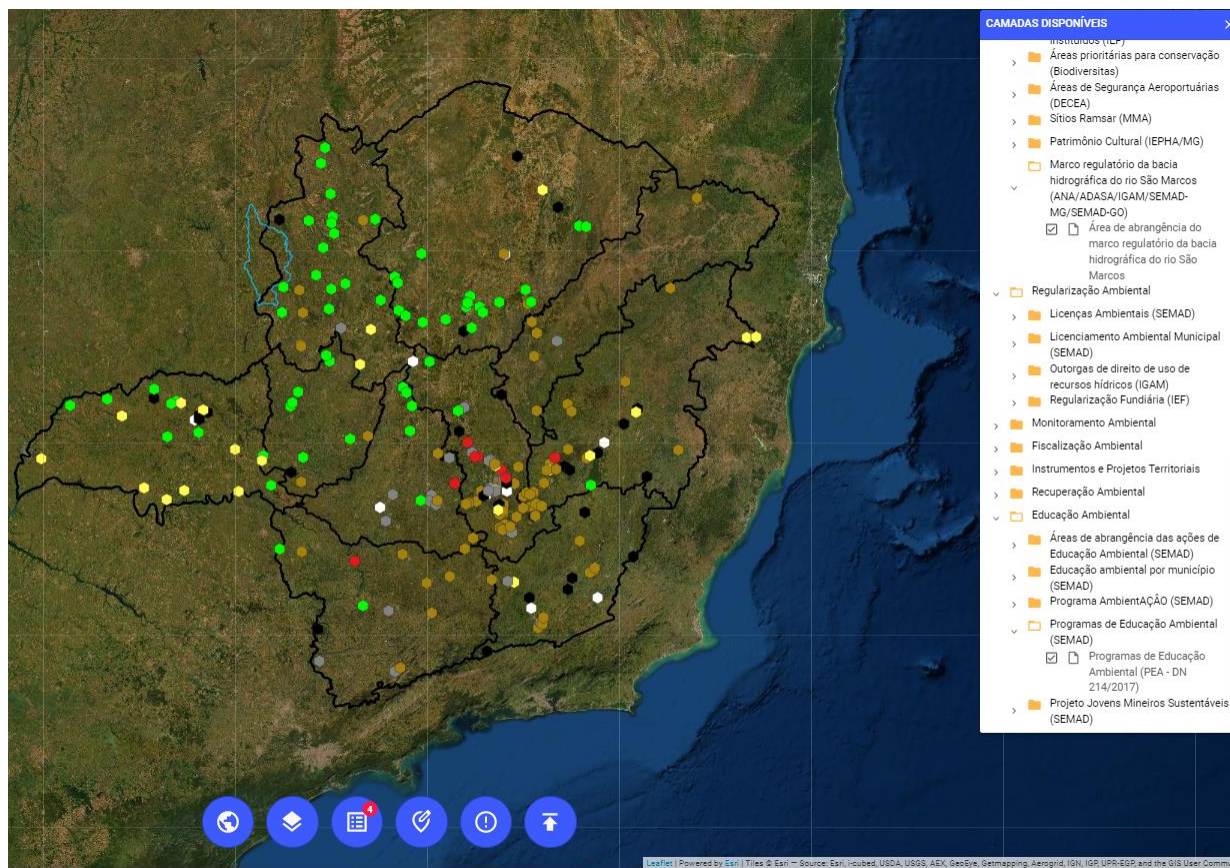 CAMADAS DISPONÍVEIS
Instituídos (IEF)
Áreas prioritárias para conservação
(Biodiversitas)
Áreas de Segurança Aeroportuárias
(DECEA)
Sítios Ramsar (MMA)
Patrimônio Cultural (IEPHA/MG)
Marco regulatório da bacia
hidrográfica do rio São Marcos
(ANA/ADASA/IGAM/SEMAD-
MG/SEMAD-GO)
Área de abrangência do
marco regulatório da bacia
hidrográfica do rio São
Marcos
Regularização Ambiental
Licenças Ambientais (SEMAD)
Licenciamento Ambiental Municipal
(SEMAD)
Outorgas de direito de uso de
recursos hídricos (IGAM)
Regularização Fundiária (IEF)
Monitoramento Ambiental
Fiscalização Ambiental
Instrumentos e Projetos Territoriais
Recuperação Ambiental
Educação Ambiental
Áreas de abrangência das ações de
Educação Ambiental (SEMAD)
Educação ambiental por município
(SEMAD)
Programa AmbientAÇÃO (SEMAD)
Programas de Educação Ambiental
(SEMAD)
Programas de Educação
Ambiental (PEA - DN
214/2017)
Projeto Jovens Mineiros Sustentáveis
(SEMAD)
4
Leaflet | Powered by Esri | Tiles © Esri — Source: Esri, i-cubed, USDA, USGS, AEX, GeoEye, Getmapping, Aerogrid, IGN, IGP, UPR-EGP, and the GIS User